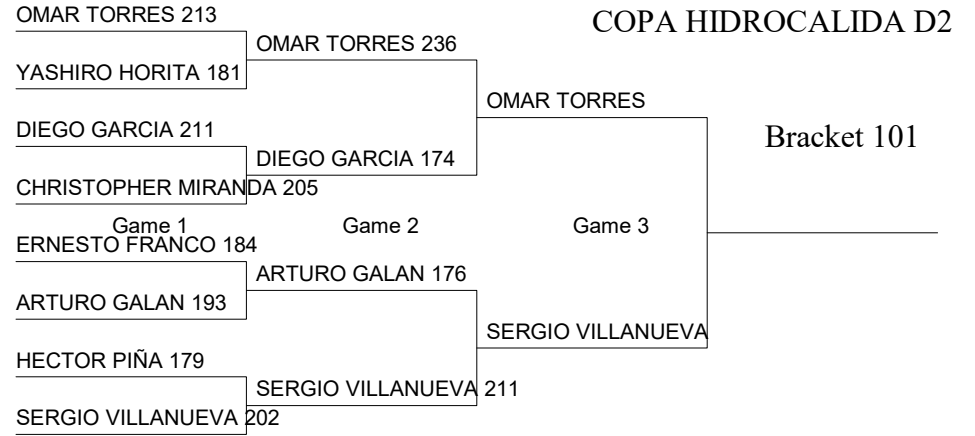 OMAR TORRES 213
COPA HIDROCALIDA D2
OMAR TORRES 236
YASHIRO HORITA 181
OMAR TORRES
DIEGO GARCIA 211
Bracket 101
DIEGO GARCIA 174
CHRISTOPHER MIRANDA 205
Game 1
Game 2
Game 3
ERNESTO FRANCO 184
ARTURO GALAN 176
ARTURO GALAN 193
SERGIO VILLANUEVA
HECTOR PIÑA 179
SERGIO VILLANUEVA 211
SERGIO VILLANUEVA 202